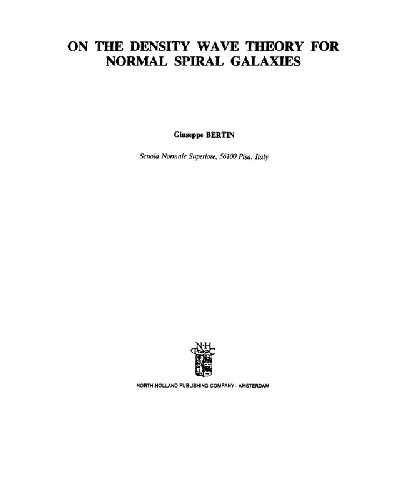 ON THE DENSITY WAVE THEORY FOR
NORMAL SPIRAL GALAXIES
Giuseppe BERTIN
Scuola Normale Superiore, 56100 Pisa, Italy
N·H
NORTH HOLLAND PUBLISHING COMPANY - AMSTERDAM